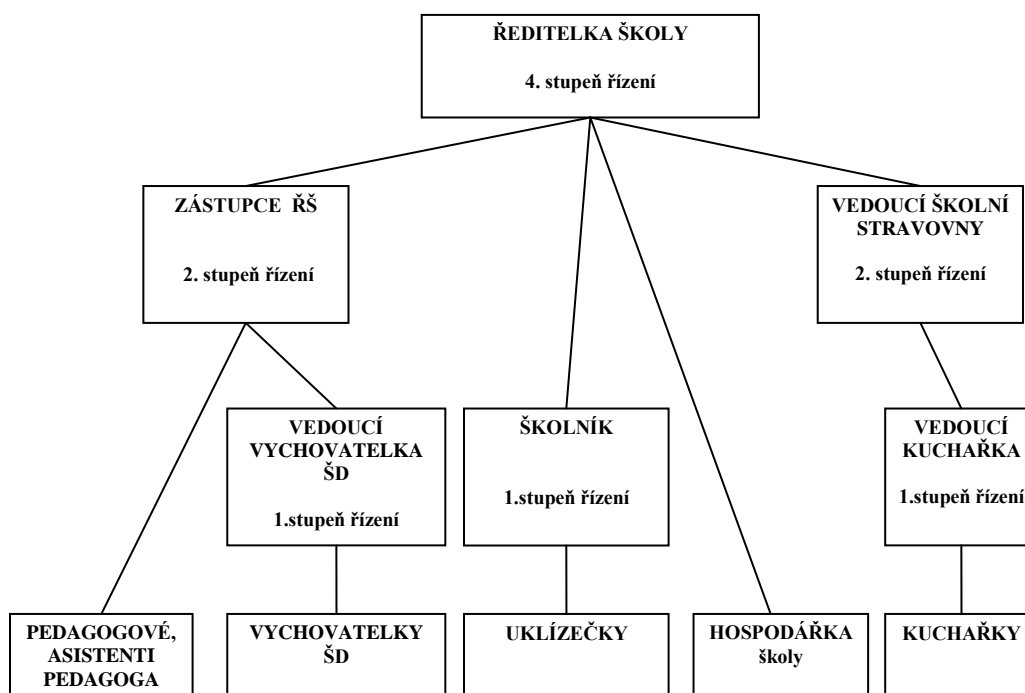 ŘEDITELKA ŠKOLY
4. stupeň řízení
ZÁSTUPCE ŘŠ
2. stupeň řízení
VEDOUCÍ ŠKOLNÍ
STRAVOVNY
2. stupeň řízení
VEDOUCÍ
VYCHOVATELKA
ŠD
1.stupeň řízení
ŠKOLNÍK
1.stupeň řízení
VEDOUCÍ
KUCHAŘKA
1.stupeň řízení
PEDAGOGOVÉ,
ASISTENTI
PEDAGOGA
VYCHOVATELKY
ŠD
UKLÍZEČKY
HOSPODÁŘKA
školy
KUCHAŘKY